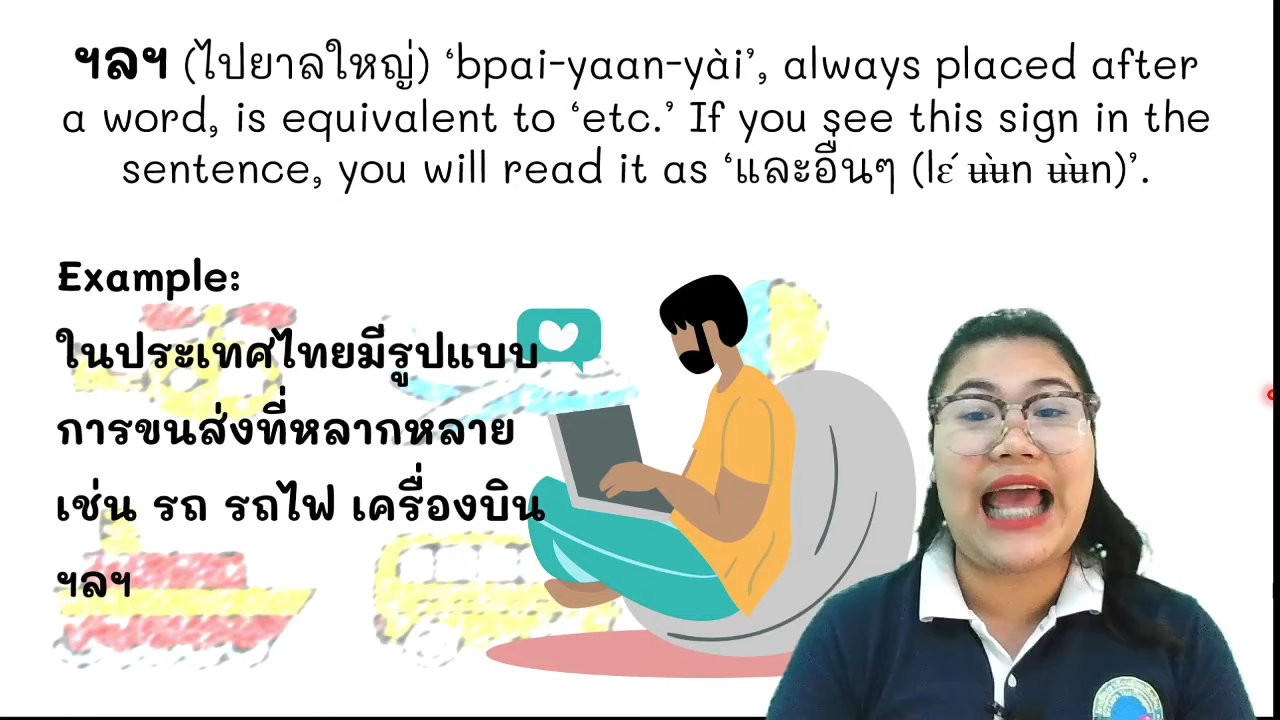 ฯลฯ (ไปยาลใหญ่) ‘bpai-yaan-yài’, always placed after
a word, is equivalent to ‘etc.’ If you see this sign in the
sentence, you will read it as ‘และอื่นๆ (lɛ́ ʉ̀ʉn ʉ̀ʉn)’.
Example:
ในประเทศไทยมีรูปแบบ
การขนส่งที่หลากหลาย
เช่น รถ รถไฟ เครื่องบิน
ฯลฯ